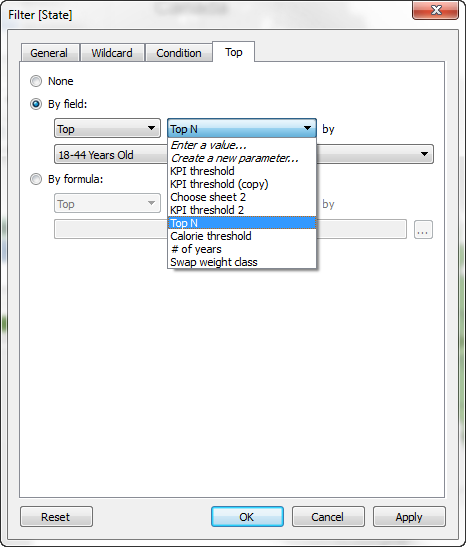 Canada
Filter [State]
General Wildcard Condition Top
None
By field:
Top Top N by
Enter a value...
18-44 Years Old
Create a new parameter...
KPI threshold
By formula:
KPI threshold (copy)
Choose sheet 2
Top by
KPI threshold 2
Top N
...
Calorie threshold
# of years
Swap weight class
Reset OK Cancel Apply